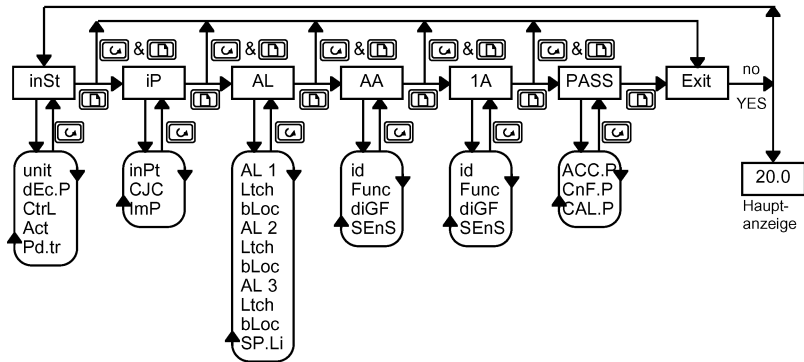 & & & & &
inSt iP AL AA 1A PASS Exit no
YES
unit
dEc.P
CtrL
Act
Pd.tr
inPt
CJC
ImP
AL 1
Ltch
bLoc
AL 2
Ltch
bLoc
AL 3
Ltch
bLoc
SP.Li
id
Func
diGF
SEnS
id
Func
diGF
SEnS
ACC.P
CnF.P
CAL.P
20.0
Haupt-
anzeige